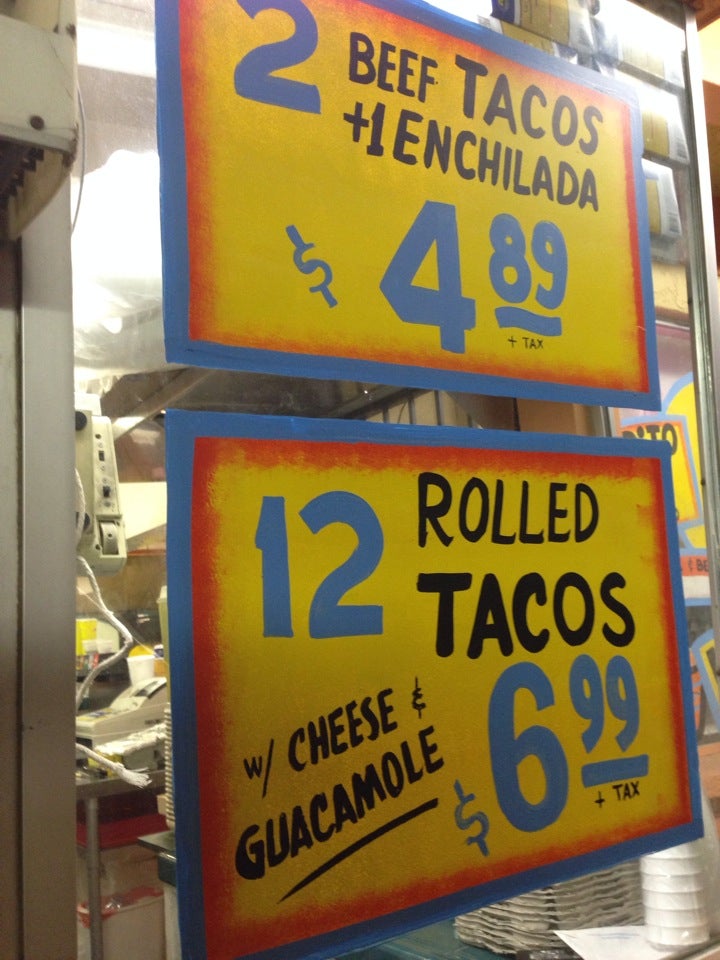 2 BEEF TACOS
+1 ENCHILADA
$ 4 89
+ TAX
12 ROLLED
TACOS
W/ CHEESE &
GUACAMOLE
$ 6 99
+ TAX